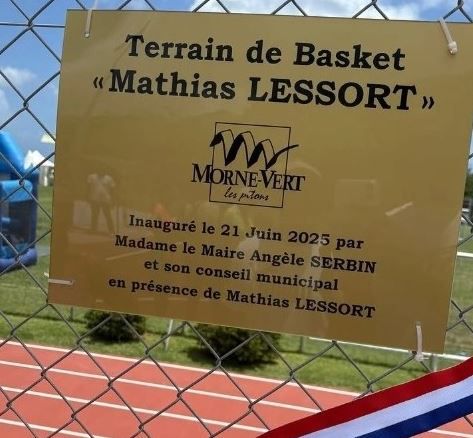 Terrain de Basket
« Mathias LESSORT »
MORNE-VERT
les pitons
Inauguré le 21 Juin 2025 par
Madame le Maire Angèle SERBIN
et son conseil municipal
en présence de Mathias LESSORT